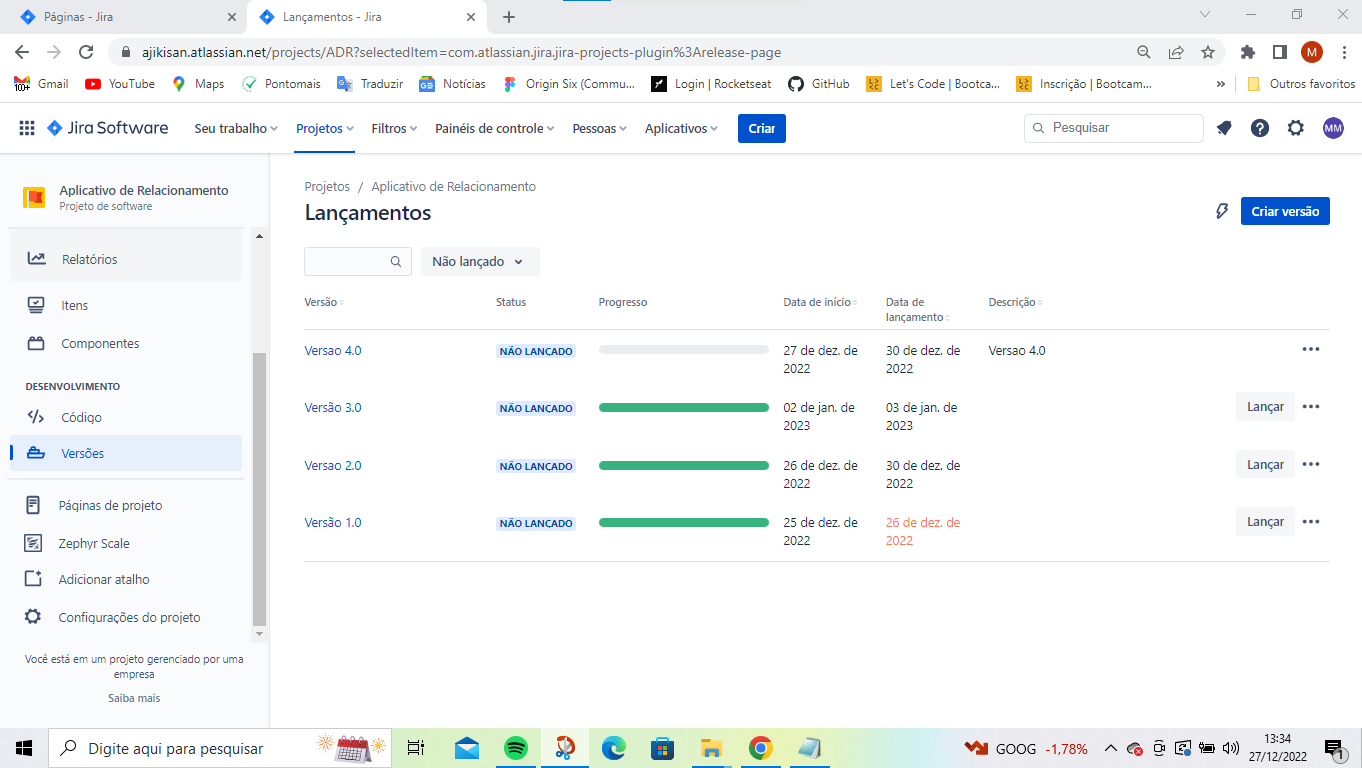 Páginas - Jira
Lançamentos - Jira
ajikisan.atlassian.net/projects/ADR?selectedItem=com.atlassian.jira.jira-projects-plugin%3Arelease-page
M
100+
Gmail
YouTube
Maps
Pontomais
Traduzir
Notícias
Origin Six (Commu...
Login | Rocketseat
GitHub
Let's Code | Bootca...
Inscrição | Bootcam...
»
Outros favoritos
Jira Software
Seu trabalho
Projetos
Filtros
Painéis de controle
Pessoas
Aplicativos
Criar
Pesquisar
MM
Aplicativo de Relacionamento
Projeto de software
Relatórios
Itens
Componentes
DESENVOLVIMENTO
Código
Versões
Páginas de projeto
Zephyr Scale
Adicionar atalho
Configurações do projeto
Você está em um projeto gerenciado por uma
empresa
Saiba mais
Projetos / Aplicativo de Relacionamento
Lançamentos
Criar versão
Não lançado
Versão
Status
Progresso
Data de início
Data de
lançamento
Descrição
Versao 4.0
NÃO LANÇADO
27 de dez. de
2022
30 de dez. de
2022
Versao 4.0
Versão 3.0
NÃO LANÇADO
02 de jan. de
2023
03 de jan. de
2023
Lançar
Versao 2.0
NÃO LANÇADO
26 de dez. de
2022
30 de dez. de
2022
Lançar
Versão 1.0
NÃO LANÇADO
25 de dez. de
2022
26 de dez. de
2022
Lançar
Digite aqui para pesquisar
GOOG -1,78%
13:34
27/12/2022
1